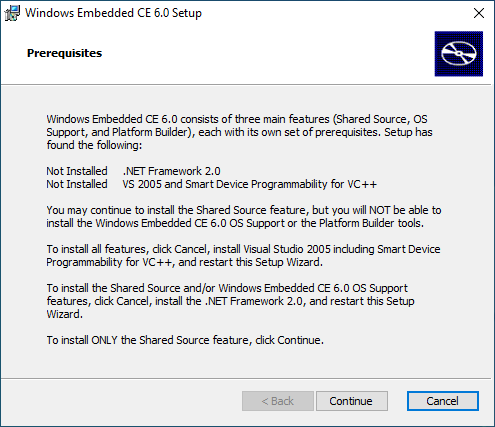 Windows Embedded CE 6.0 Setup
Prerequisites
Windows Embedded CE 6.0 consists of three main features (Shared Source, OS
Support, and Platform Builder), each with its own set of prerequisites. Setup has
found the following:
Not Installed .NET Framework 2.0
Not Installed VS 2005 and Smart Device Programmability for VC++
You may continue to install the Shared Source feature, but you will NOT be able to
install the Windows Embedded CE 6.0 OS Support or the Platform Builder tools.
To install all features, click Cancel, install Visual Studio 2005 including Smart Device
Programmability for VC++, and restart this Setup Wizard.
To install the Shared Source and/or Windows Embedded CE 6.0 OS Support
features, click Cancel, install the .NET Framework 2.0, and restart this Setup
Wizard.
To install ONLY the Shared Source feature, click Continue.
< Back Continue Cancel